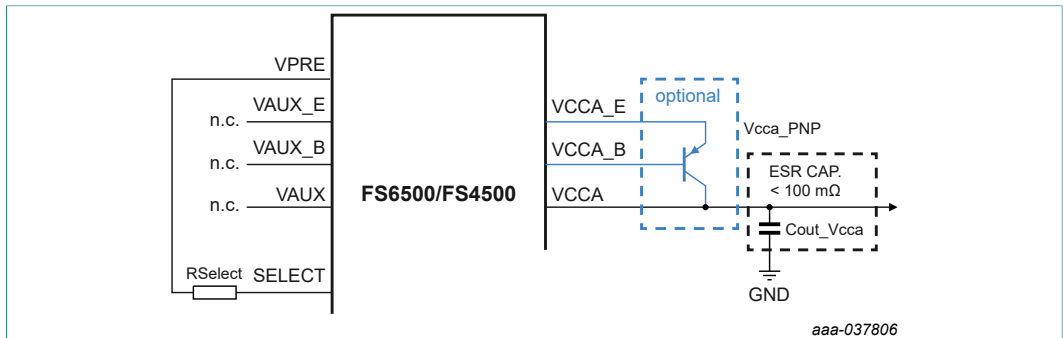 VPRE
VAUX_E
n.c.
VAUX_B
n.c.
VAUX
n.c.
RSelect
SELECT
FS6500/FS4500
VCCA_E
VCCA_B
VCCA
optional
Vcca_PNP
ESR CAP.
< 100 mΩ
Cout_Vcca
GND
aaa-037806